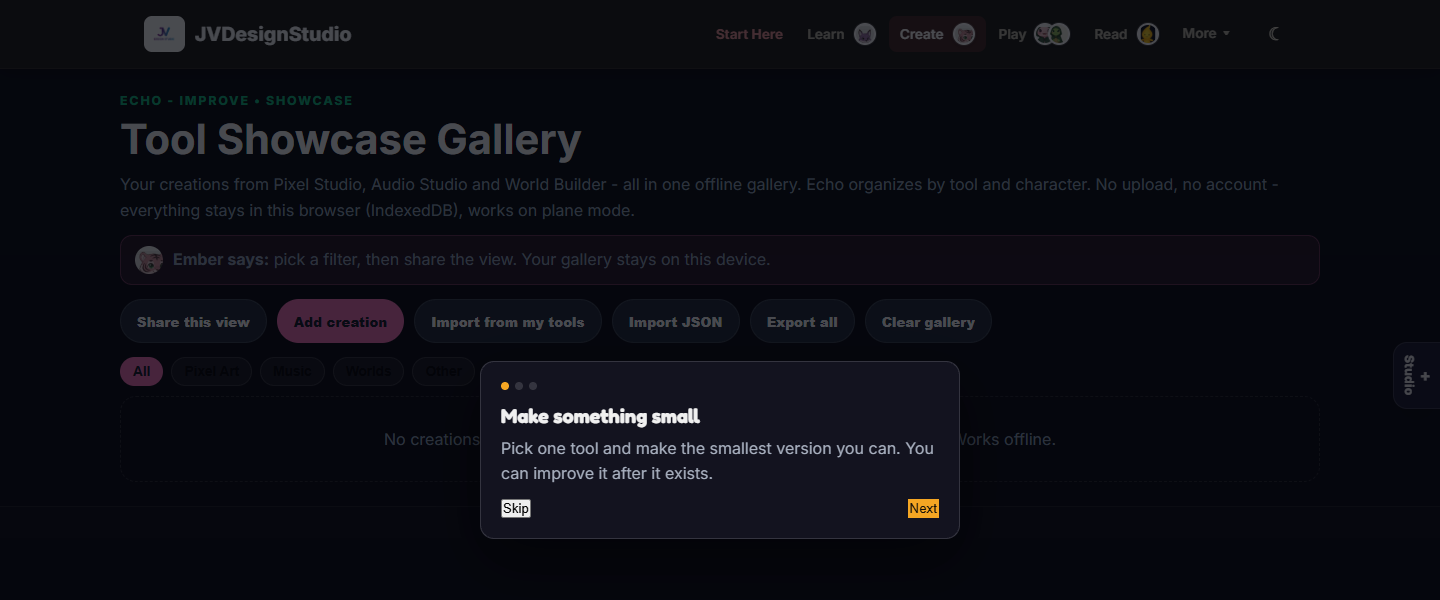 JV JVDesignStudio
Start Here Learn Create Play Read More
ECHO - IMPROVE • SHOWCASE
Tool Showcase Gallery
Your creations from Pixel Studio, Audio Studio and World Builder - all in one offline gallery. Echo organizes by tool and character. No upload, no account -
everything stays in this browser (IndexedDB), works on plane mode.
Ember says: pick a filter, then share the view. Your gallery stays on this device.
Share this view Add creation Import from my tools Import JSON Export all Clear gallery
All Pixel Art Music Worlds Other
No creations
Works offline.
Make something small
Pick one tool and make the smallest version you can. You
can improve it after it exists.
Skip Next
+ Studio